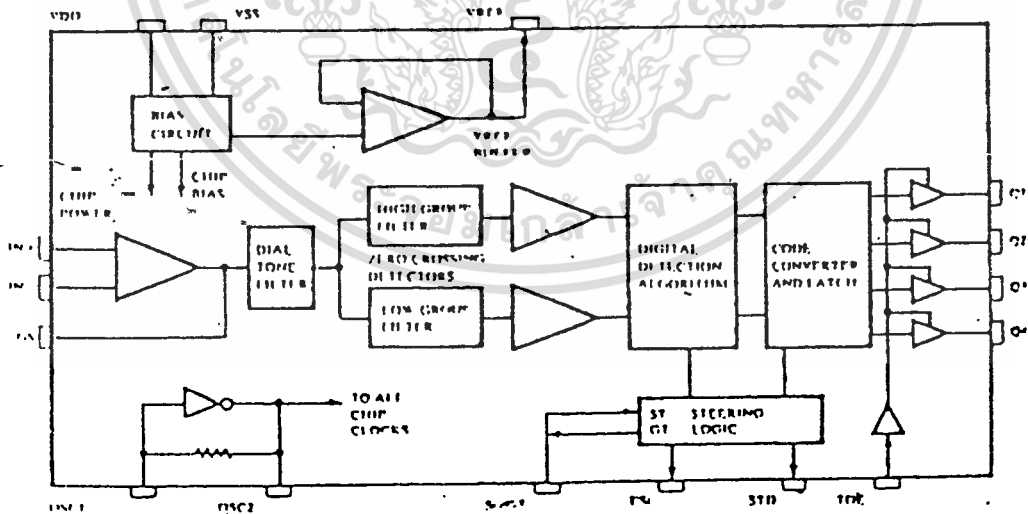 VDD VSS VREF
BIAS
CIRCUIT
VREF
BUFFER
CHIP
POWER
CHIP
BIAS
IN+
IN-
GS
DIAL
TONE
FILTER
HIGH GROUP
FILTER
ZERO CROSSING
DETECTORS
LOW GROUP
FILTER
DIGITAL
DETECTION
ALGORITHM
CODE
CONVERTER
AND LATCH
Q1
Q2
Q3
Q4
TO ALL
CHIP
CLOCKS
ST STEERING
GT LOGIC
OSC1 OSC2 St/GT ESt STD TOE